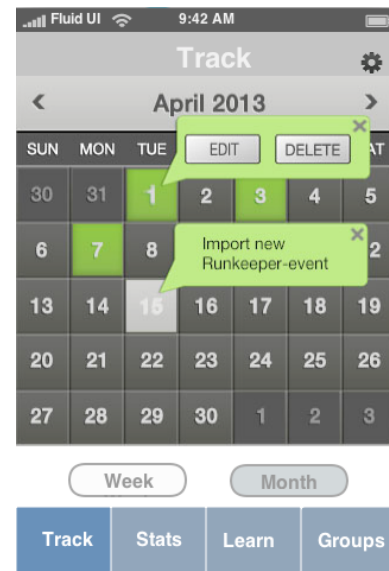 Fluid UI 9:42 AM
Track
< April 2013 >
SUN MON TUE AT
EDIT DELETE
30 31 1 2 3 4 5
6 7 8 2
Import new
Runkeeper-event
13 14 15 16 17 18 19
20 21 22 23 24 25 26
27 28 29 30 1 2 3
Week Month
Track Stats Learn Groups